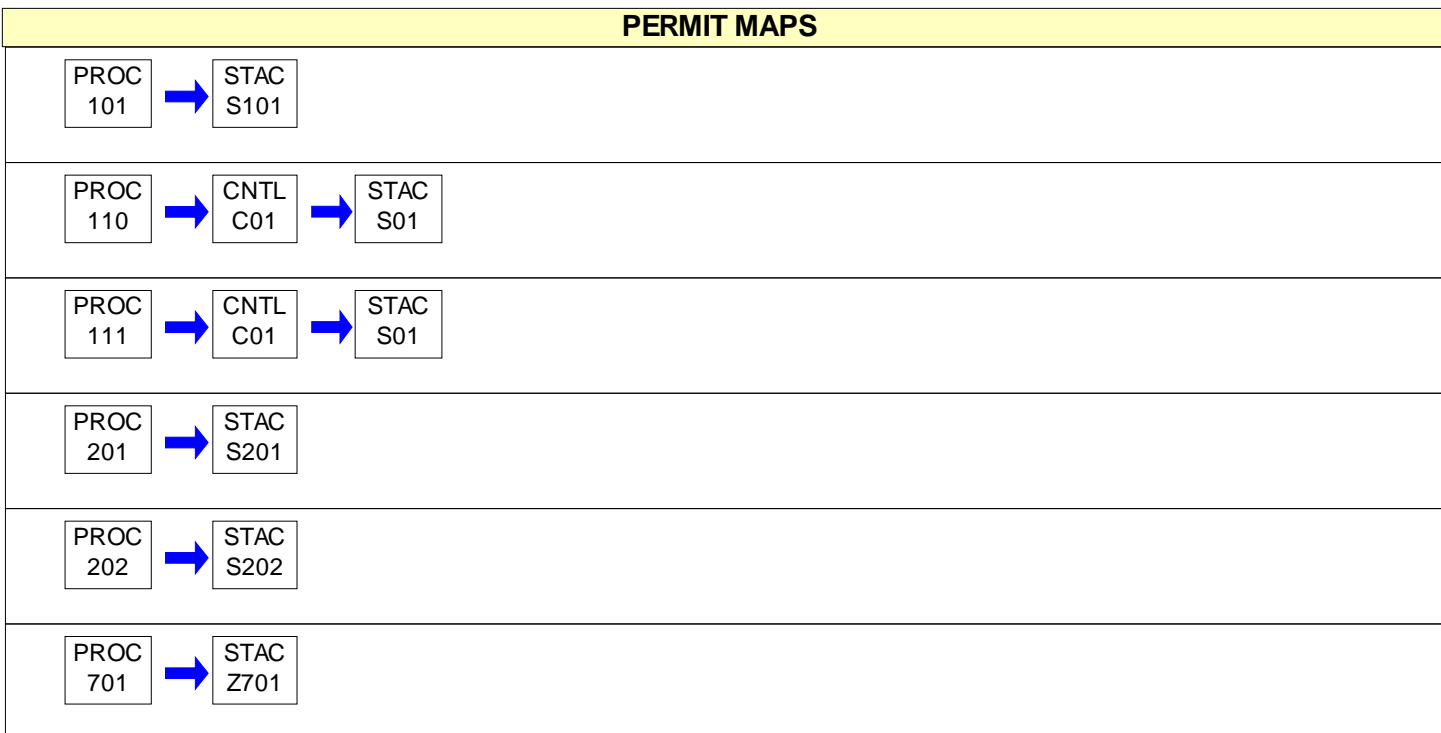 PERMIT MAPS
PROC STAC
101 S101
PROC CNTL STAC
110 C01 S01
PROC CNTL STAC
111 C01 S01
PROC STAC
201 S201
PROC STAC
202 S202
PROC STAC
701 Z701